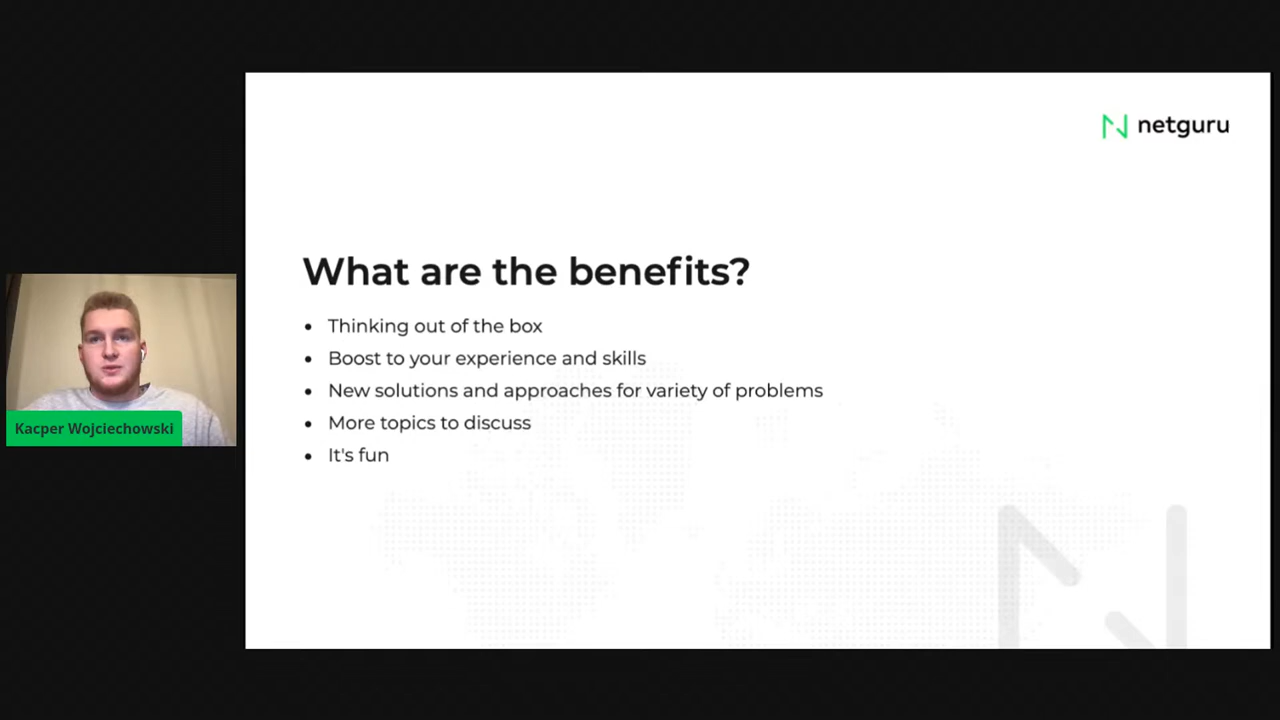 netguru
What are the benefits?
• Thinking out of the box
• Boost to your experience and skills
• New solutions and approaches for variety of problems
• More topics to discuss
• It's fun
Kacper Wojciechowski